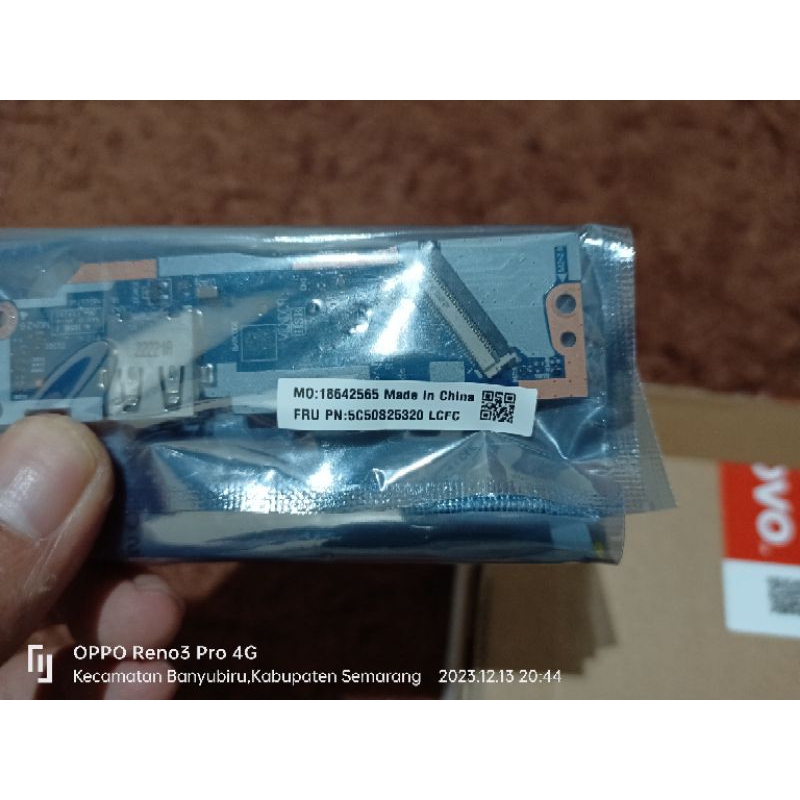 MO:18642565 Made In China
FRU PN:5C50825320 LCFC
OVO
OPPO Reno3 Pro 4G
Kecamatan Banyubiru,Kabupaten Semarang 2023.12.13 20:44